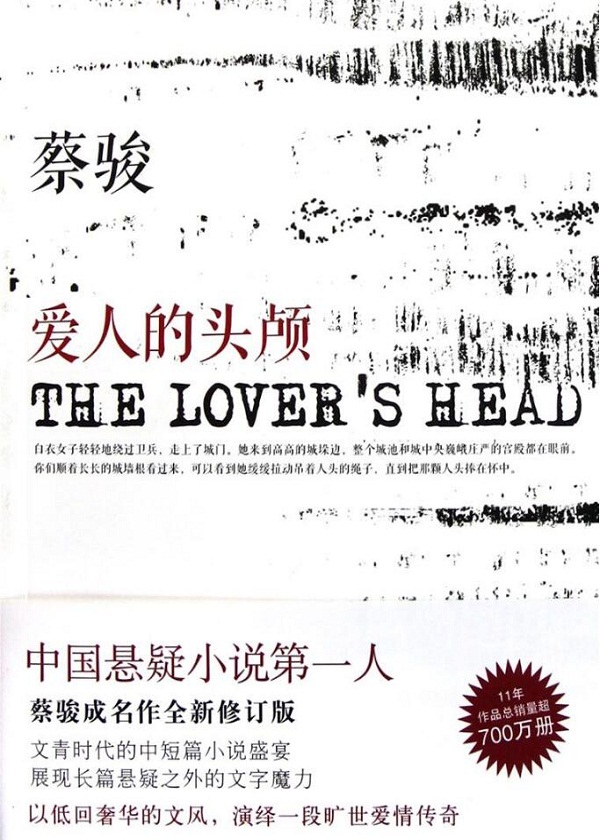 蔡骏
爱人的头颅
THE LOVER'S HEAD
白衣女子轻轻地绕过卫兵，走上了城门。她来到高高的城垛边，整个城池和城中央巍峨庄严的宫殿都在眼前。
你们顺着长长的城墙根看过来，可以看到她缓缓拉动吊着人头的绳子，直到把那颗人头捧在怀中。
中国悬疑小说第一人
蔡骏成名作全新修订版
文青时代的中短篇小说盛宴
展现长篇悬疑之外的文字魔力
以低回奢华的文风，演绎一段旷世爱情传奇
11年
作品总销量超
700万册